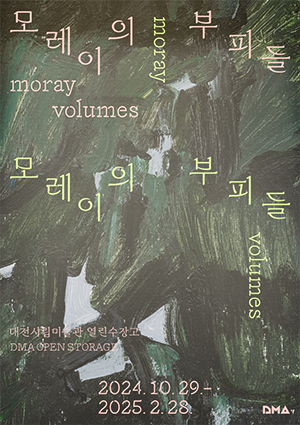 모레이의 부피들
moray
moray
volumes
모레이의 부피들
volumes
대전시립미술관 열린수장고
DMA OPEN STORAGE
2024. 10. 29.–
2025. 2. 28.
DMA